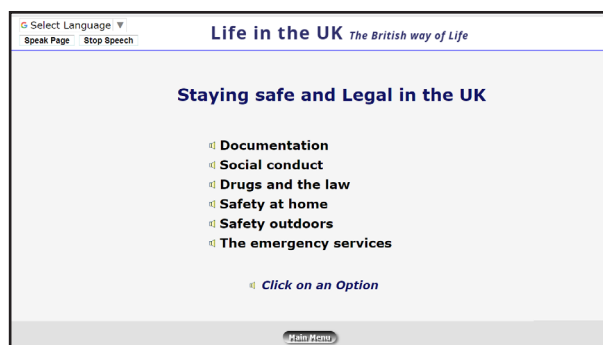 G Select Language ▼
Speak Page Stop Speech
Life in the UK The British way of Life
Staying safe and Legal in the UK
Documentation
Social conduct
Drugs and the law
Safety at home
Safety outdoors
The emergency services
Click on an Option
Main Menu